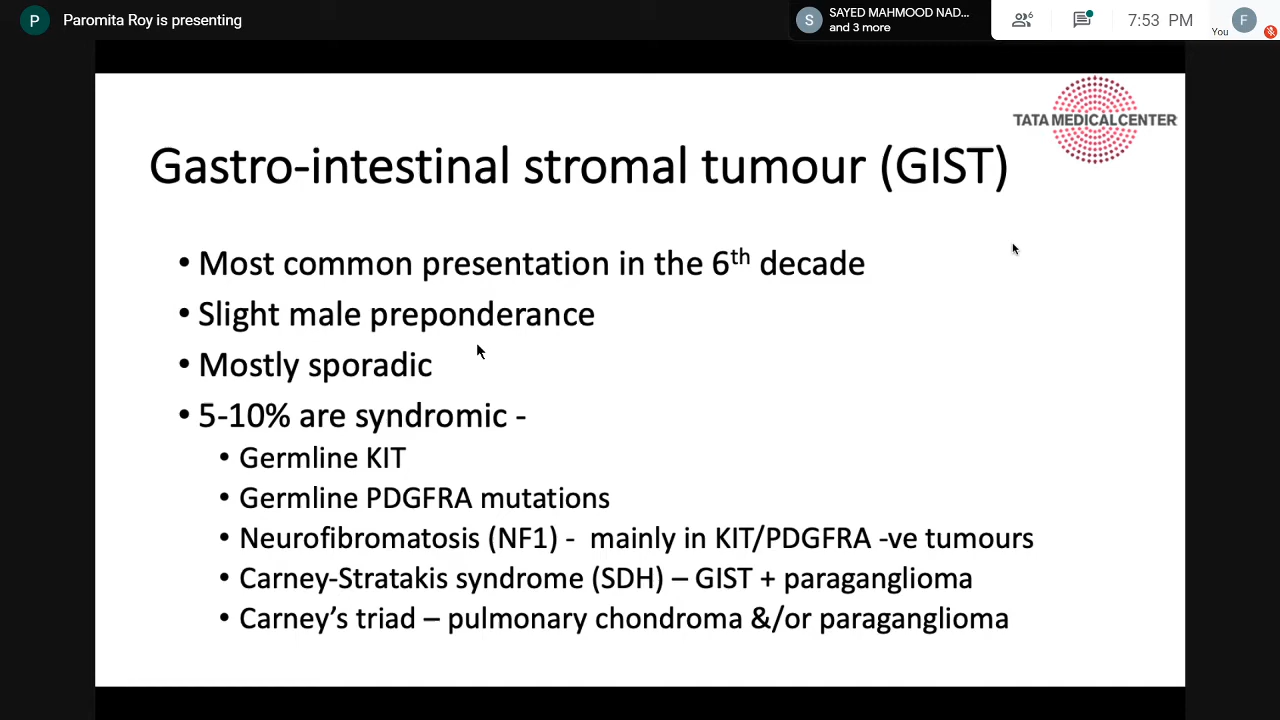 P Paromita Roy is presenting
S SAYED MAHMOOD NAD...
and 3 more
6
7:53 PM
You
F
TATA MEDICAL CENTER
Gastro-intestinal stromal tumour (GIST)
• Most common presentation in the 6th decade
• Slight male preponderance
• Mostly sporadic
• 5-10% are syndromic -
• Germline KIT
• Germline PDGFRA mutations
• Neurofibromatosis (NF1) - mainly in KIT/PDGFRA -ve tumours
• Carney-Stratakis syndrome (SDH) – GIST + paraganglioma
• Carney’s triad – pulmonary chondroma &/or paraganglioma